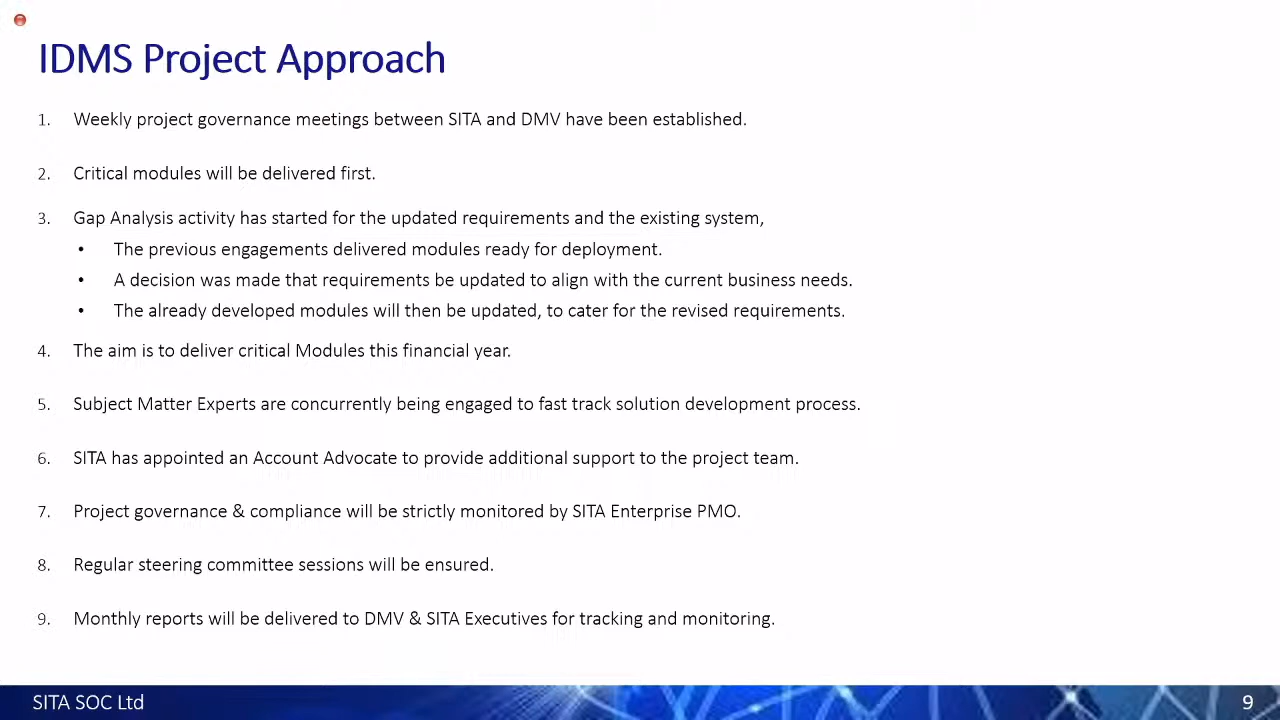 IDMS Project Approach
1. Weekly project governance meetings between SITA and DMV have been established.
2. Critical modules will be delivered first.
3. Gap Analysis activity has started for the updated requirements and the existing system,
• The previous engagements delivered modules ready for deployment.
• A decision was made that requirements be updated to align with the current business needs.
• The already developed modules will then be updated, to cater for the revised requirements.
4. The aim is to deliver critical Modules this financial year.
5. Subject Matter Experts are concurrently being engaged to fast track solution development process.
6. SITA has appointed an Account Advocate to provide additional support to the project team.
7. Project governance & compliance will be strictly monitored by SITA Enterprise PMO.
8. Regular steering committee sessions will be ensured.
9. Monthly reports will be delivered to DMV & SITA Executives for tracking and monitoring.
SITA SOC Ltd
9